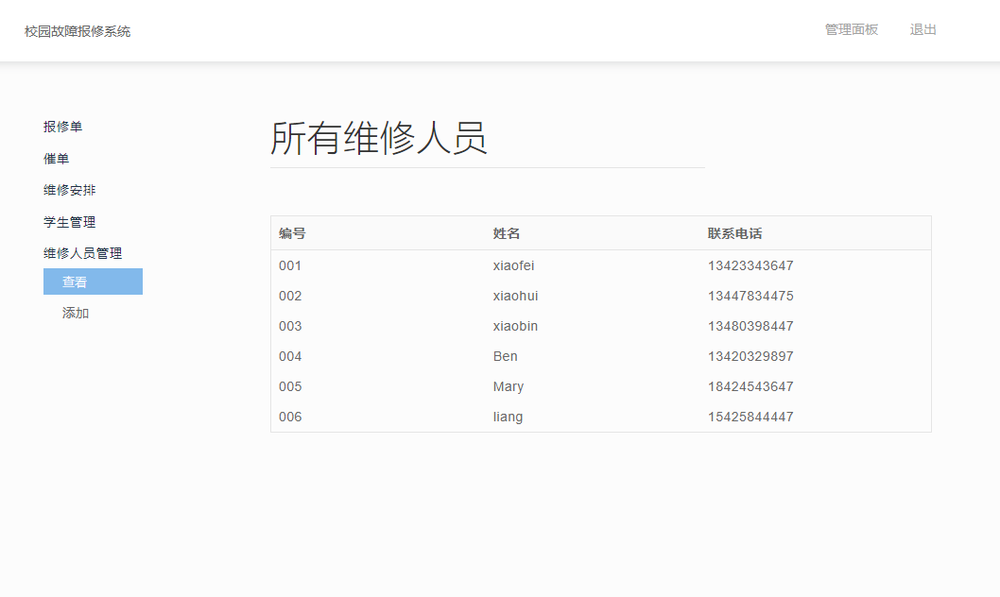 校园故障报修系统
管理面板 退出
报修单
催单
维修安排
学生管理
维修人员管理
查看
添加
所有维修人员
编号 姓名 联系电话
001 xiaofei 13423343647
002 xiaohui 13447834475
003 xiaobin 13480398447
004 Ben 13420329897
005 Mary 18424543647
006 liang 15425844447